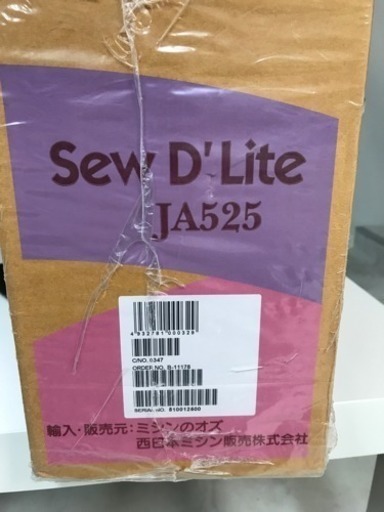 Sew D'Lite
JA525
4932781000329
C/NO. 0347
ORDER NO. B-11178
SERIAL NO. 810012800
輸入・販売元：ミシンのオズ
西日本ミシン販売株式会社